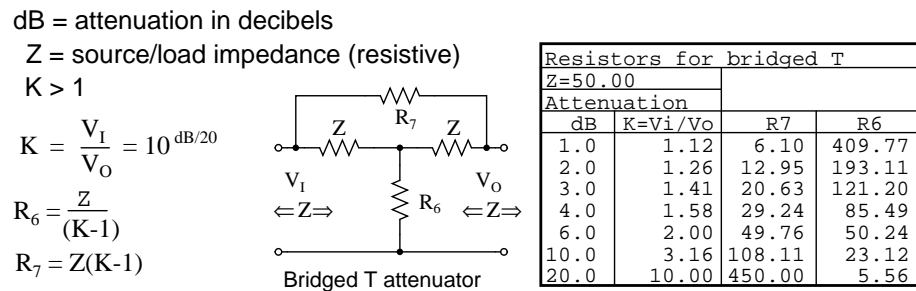 dB = attenuation in decibels
Z = source/load impedance (resistive)
K > 1
K = V_I / V_O = 10^dB/20
R_6 = Z / (K-1)
R_7 = Z(K-1)
R_7
Z Z
V_I R_6 V_O
⇐Z⇒ ⇐Z⇒
Bridged T attenuator
Resistors for bridged T
Z=50.00
Attenuation
dB K=Vi/Vo R7 R6
1.0 1.12 6.10 409.77
2.0 1.26 12.95 193.11
3.0 1.41 20.63 121.20
4.0 1.58 29.24 85.49
6.0 2.00 49.76 50.24
10.0 3.16 108.11 23.12
20.0 10.00 450.00 5.56